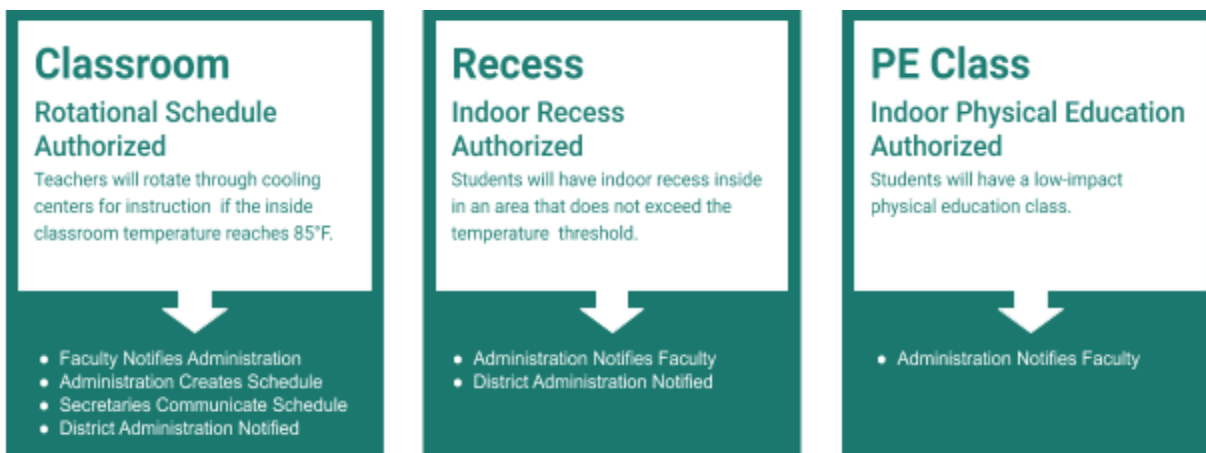 Classroom
Rotational Schedule
Authorized
Teachers will rotate through cooling
centers for instruction if the inside
classroom temperature reaches 85°F.
● Faculty Notifies Administration
● Administration Creates Schedule
● Secretaries Communicate Schedule
● District Administration Notified
Recess
Indoor Recess
Authorized
Students will have indoor recess inside
in an area that does not exceed the
temperature threshold.
● Administration Notifies Faculty
● District Administration Notified
PE Class
Indoor Physical Education
Authorized
Students will have a low-impact
physical education class.
● Administration Notifies Faculty